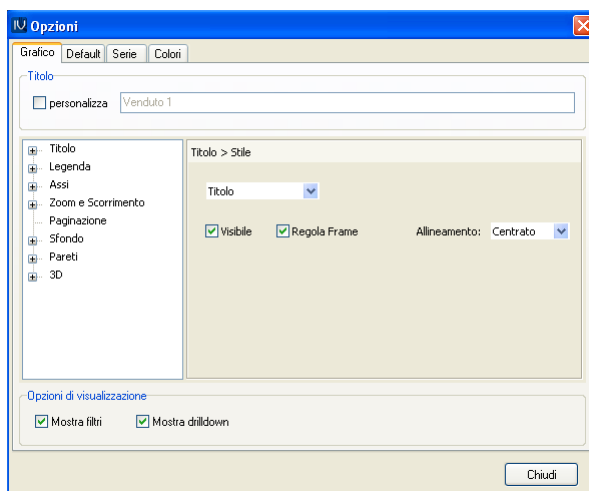 IV Opzioni
Grafico Default Serie Colori
Titolo
personalizza Venduto 1
Titolo
Legenda
Assi
Zoom e Scorrimento
Paginazione
Sfondo
Pareti
3D
Titolo > Stile
Titolo
Visibile Regola Frame Allineamento: Centrato
Opzioni di visualizzazione
Mostra filtri Mostra drilldown
Chiudi